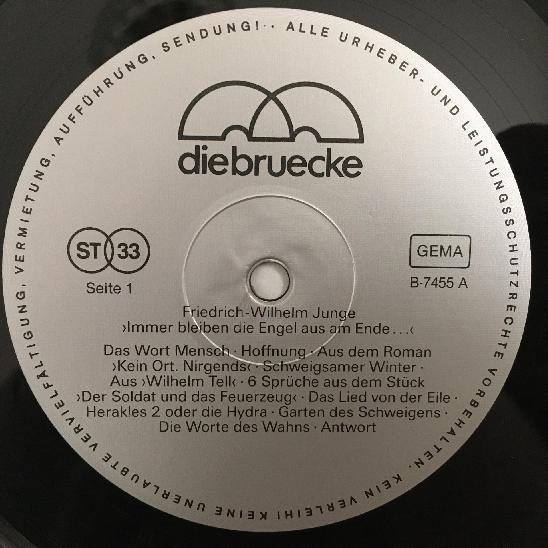 KEINE UNERLAUBTE VERVIELFÄLTIGUNG, VERMIETUNG, AUFFÜHRUNG, SENDUNG! · ALLE URHEBER- UND LEISTUNGSSCHUTZRECHTE VORBEHALTEN · KEIN VERLEIH!
diebruecke
ST 33
GEMA
Seite 1
B-7455 A
Friedrich-Wilhelm Junge
›Immer bleiben die Engel aus am Ende...‹
Das Wort Mensch · Hoffnung · Aus dem Roman
›Kein Ort. Nirgends‹ · Schweigsamer Winter ·
Aus ›Wilhelm Tell‹ · 6 Sprüche aus dem Stück
›Der Soldat und das Feuerzeug‹ · Das Lied von der Eile ·
Herakles 2 oder die Hydra · Garten des Schweigens ·
Die Worte des Wahns · Antwort